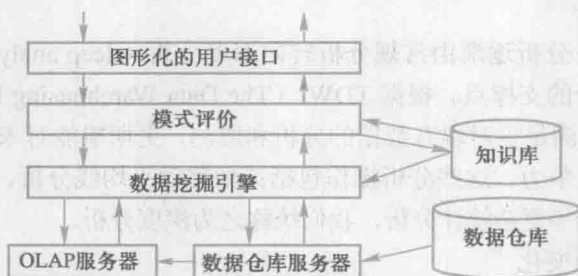 图形化的用户接口
模式评价
知识库
数据挖掘引擎
数据仓库
OLAP服务器
数据仓库服务器